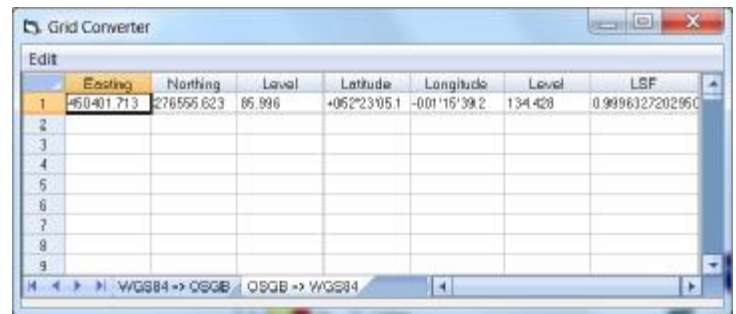 Grid Converter
Edit
Easting Northing Level Latitude Longitude Level LSF
1 450401.713 276555.623 85.996 +052°23'05.1 -001°15'39.2 134.428 0.9996327202950
2
3
4
5
6
7
8
9
WGS84 -> OSGB OSGB -> WGS84